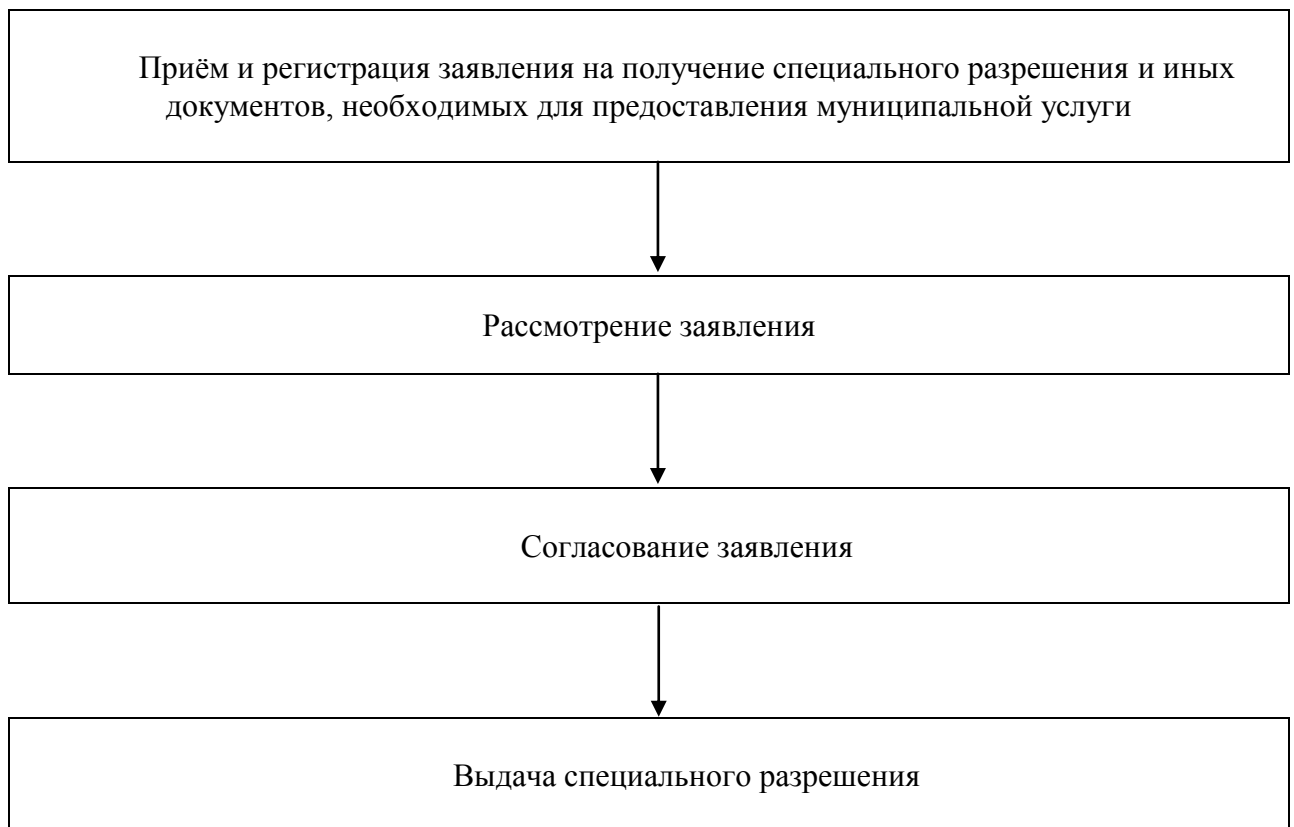 Приём и регистрация заявления на получение специального разрешения и иных
документов, необходимых для предоставления муниципальной услуги
Рассмотрение заявления
Согласование заявления
Выдача специального разрешения